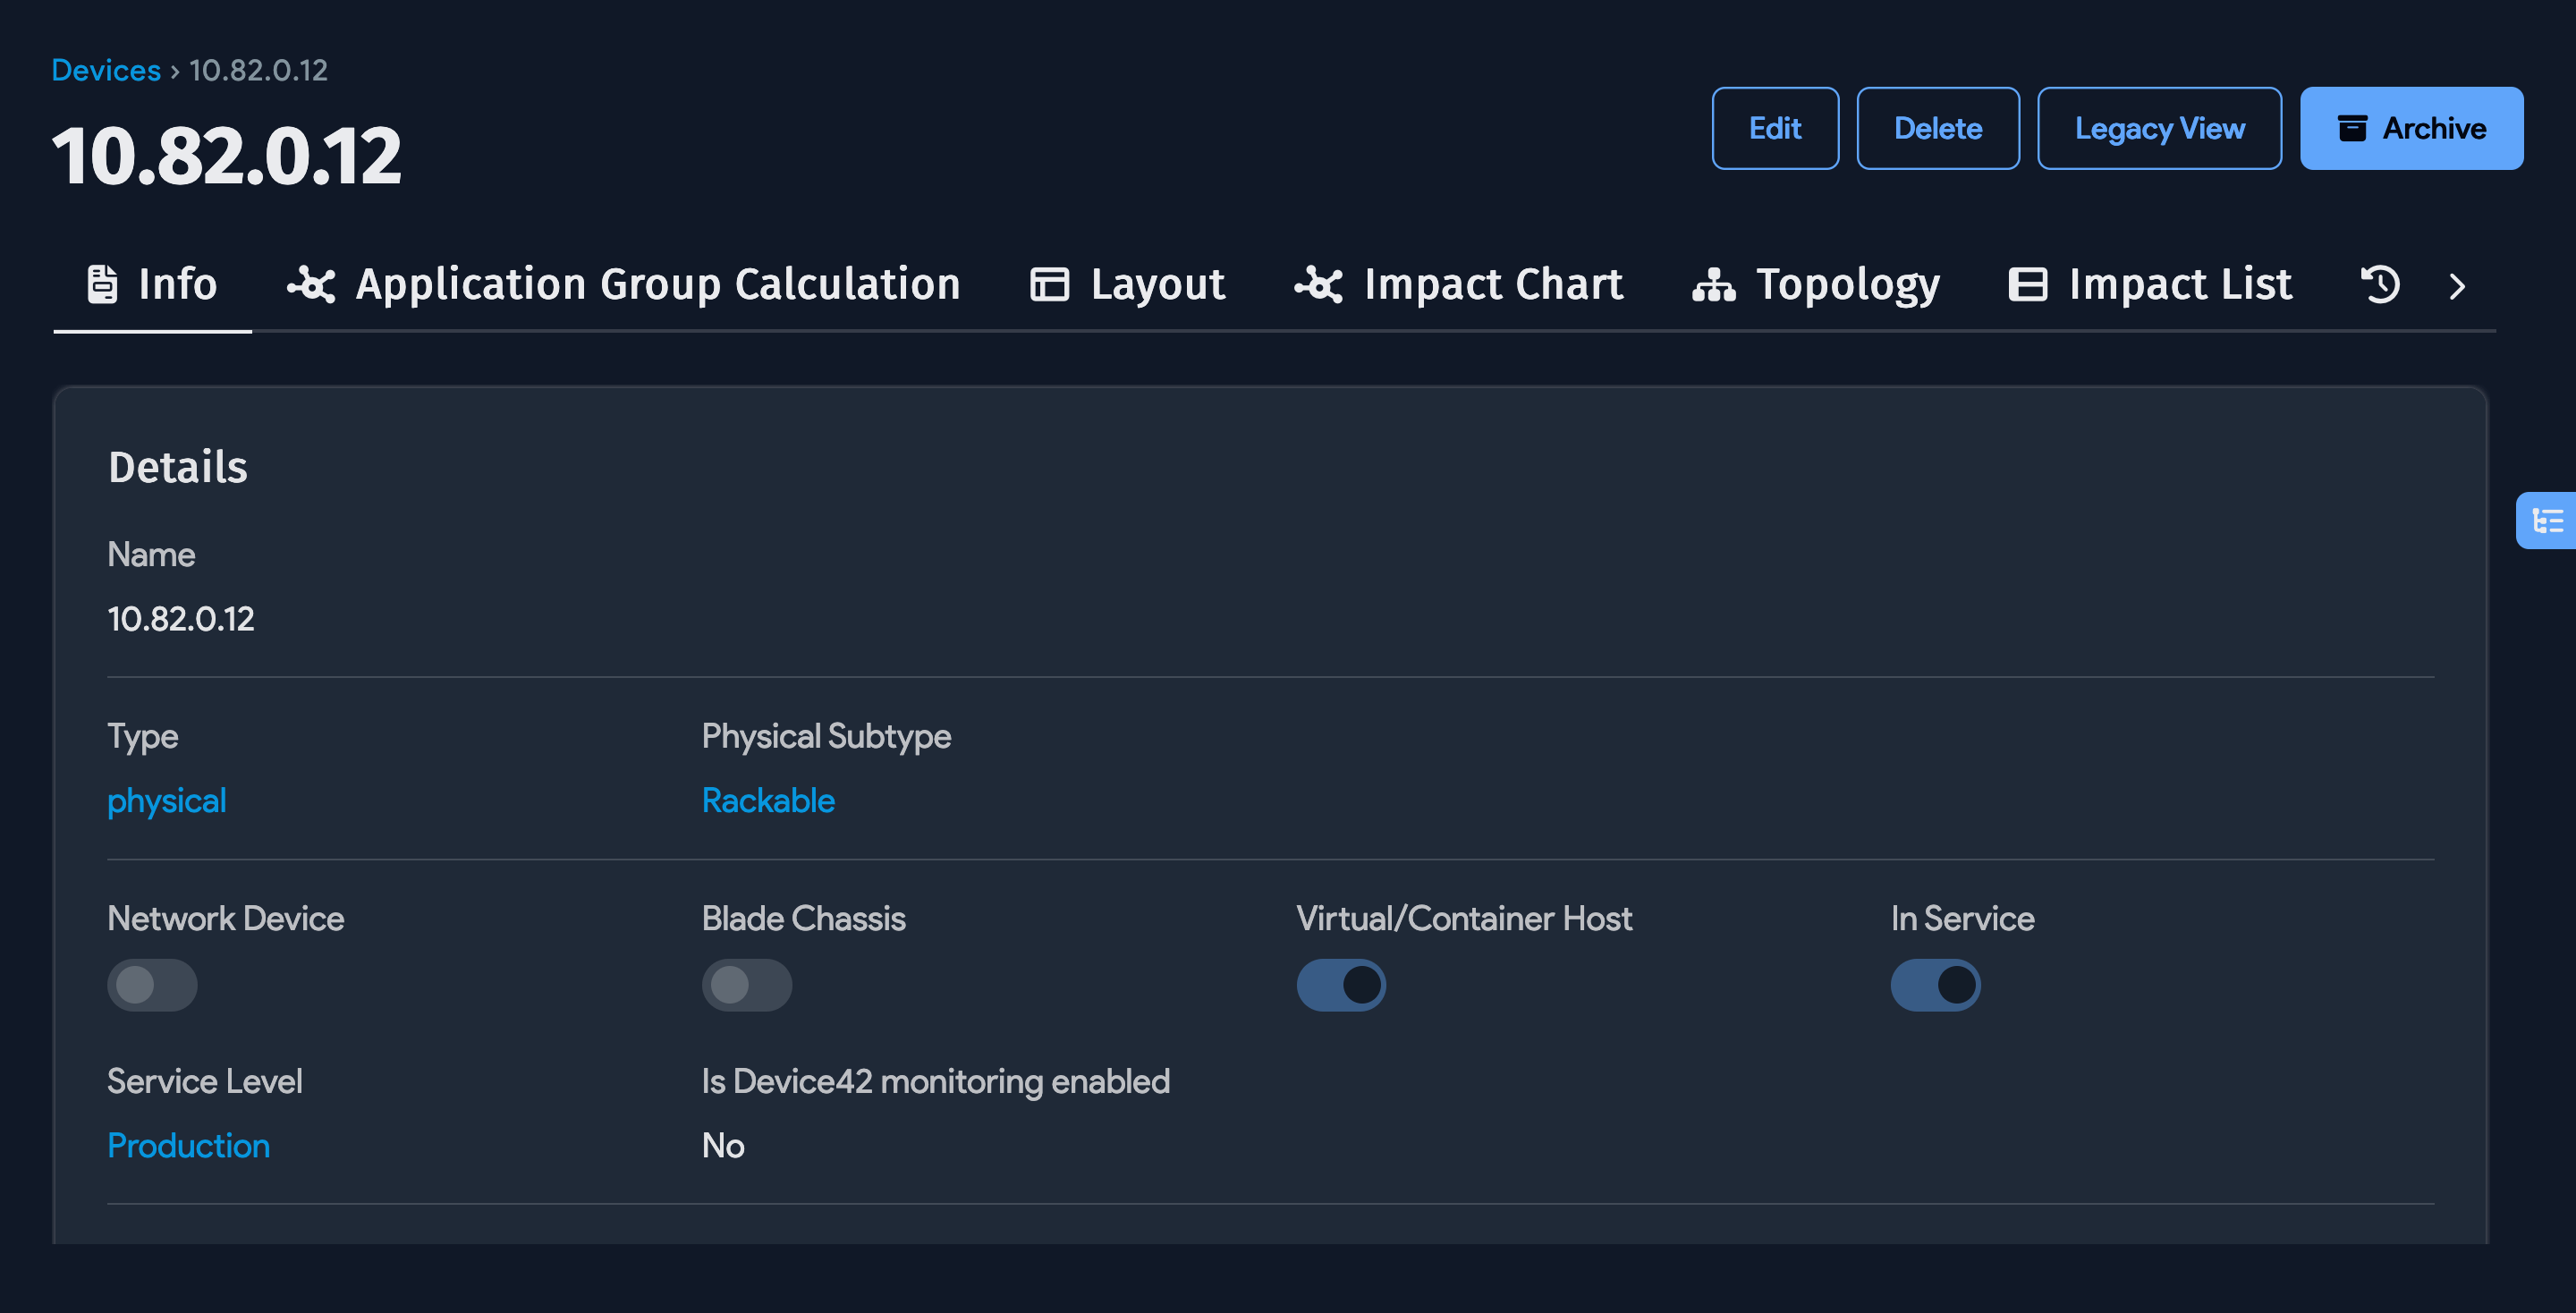 Devices › 10.82.0.12
10.82.0.12
Edit Delete Legacy View Archive
Info Application Group Calculation Layout Impact Chart Topology Impact List
Details
Name
10.82.0.12
Type Physical Subtype
physical Rackable
Network Device Blade Chassis Virtual/Container Host In Service
Service Level Is Device42 monitoring enabled
Production No